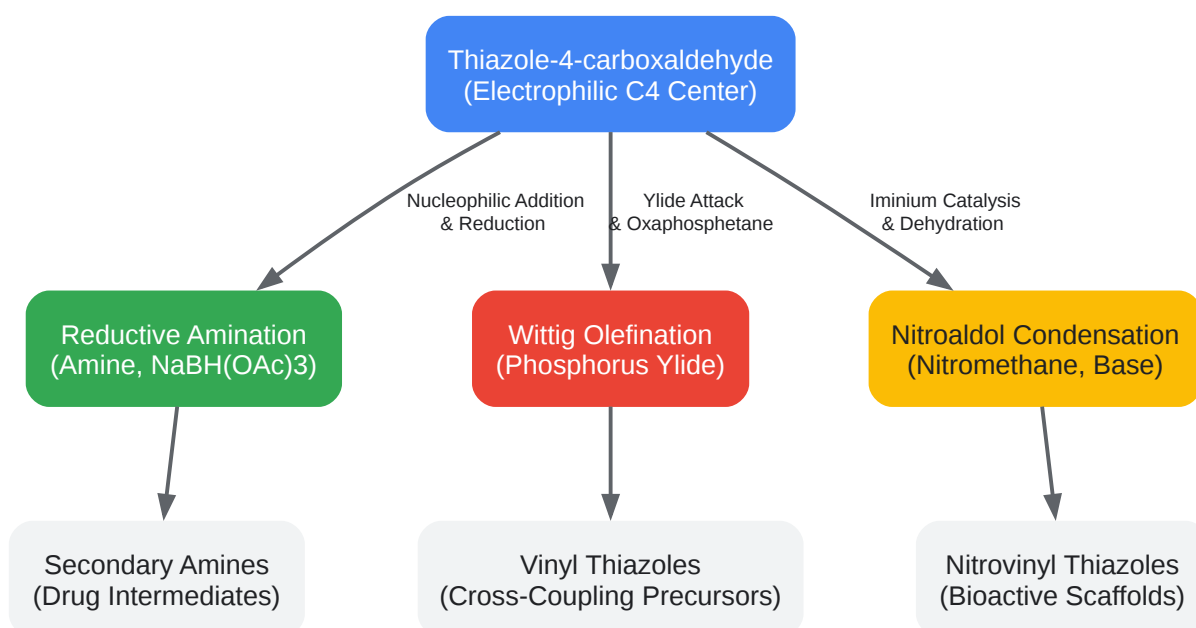 Thiazole-4-carboxaldehyde
(Electrophilic C4 Center)
Nucleophilic Addition
& Reduction
Ylide Attack
& Oxaphosphetane
Iminium Catalysis
& Dehydration
Reductive Amination
(Amine, NaBH(OAc)3)
Wittig Olefination
(Phosphorus Ylide)
Nitroaldol Condensation
(Nitromethane, Base)
Secondary Amines
(Drug Intermediates)
Vinyl Thiazoles
(Cross-Coupling Precursors)
Nitrovinyl Thiazoles
(Bioactive Scaffolds)